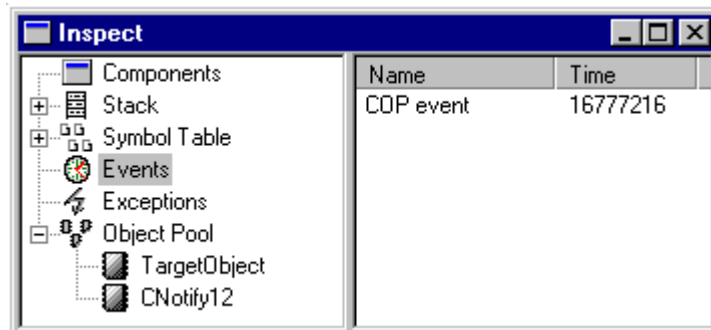 Inspect
Components
Stack
Symbol Table
Events
Exceptions
Object Pool
TargetObject
CNotify12
Name Time
COP event 16777216